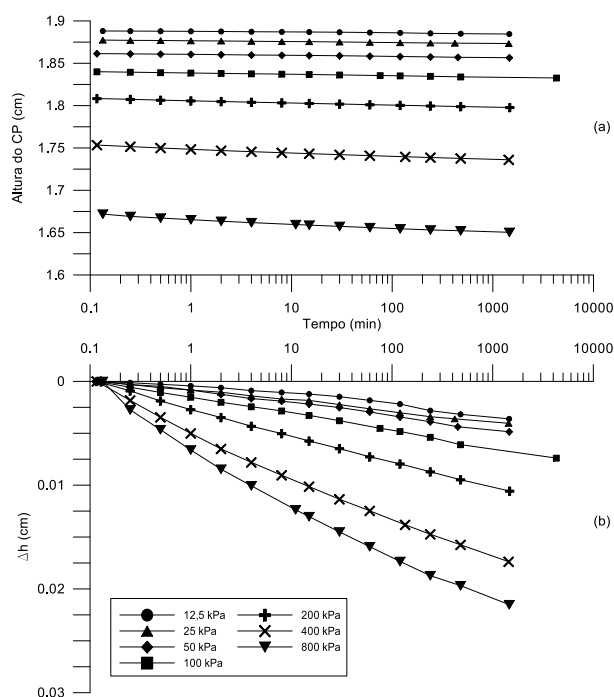 1.9
1.85
1.8
1.75
1.7
1.65
1.6
Altura do CP (cm)
(a)
0.1 1 10 100 1000 10000
Tempo (min)
0.1 1 10 100 1000 10000
0
0.01
0.02
0.03
Δh (cm)
(b)
12,5 kPa
25 kPa
50 kPa
100 kPa
200 kPa
400 kPa
800 kPa